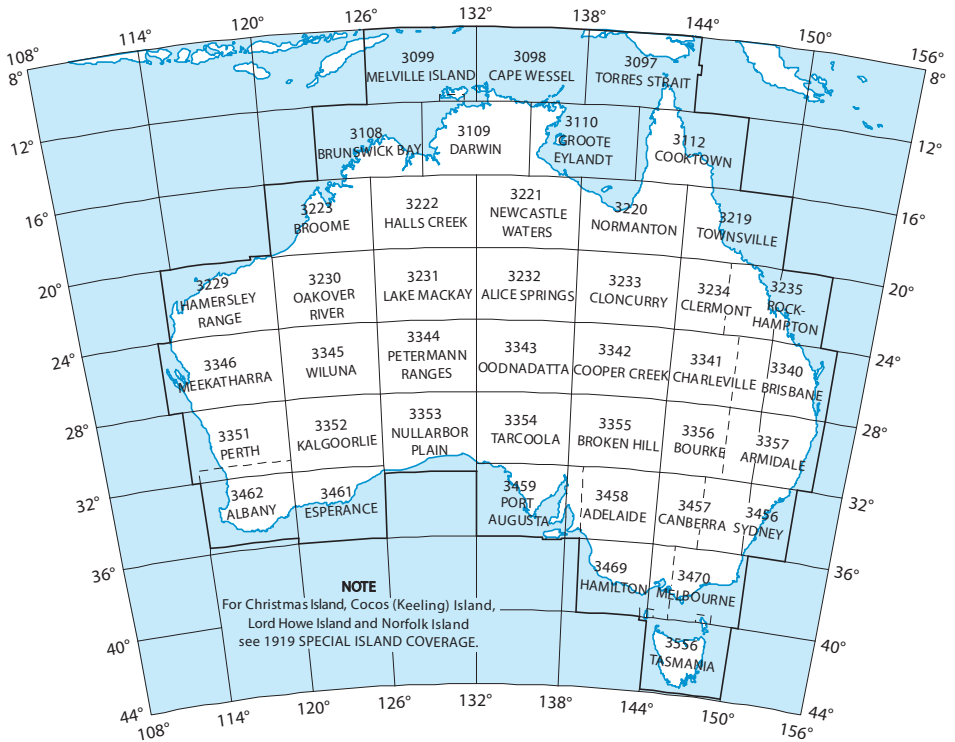 108° 114° 120° 126° 132° 138° 144° 150° 156°
8° 8°
3099 3098 3097
MELVILLE ISLAND CAPE WESSEL TORRES STRAIT
12° 12°
3108 3109 3110 3112
BRUNSWICK BAY DARWIN GROOTE COOKTOWN
EYLANDT
16° 16°
3223 3222 3221 3220 3219
BROOME HALLS CREEK NEWCASTLE NORMANTON TOWNSVILLE
WATERS
20° 20°
3229 3230 3231 3232 3233 3234 3235
HAMERSLEY OAKOVER LAKE MACKAY ALICE SPRINGS CLONCURRY CLERMONT ROCK-
RANGE RIVER HAMPTON
24° 24°
3346 3345 3344 3343 3342 3341 3340
MEEKATHARRA WILUNA PETERMANN OODNADATTA COOPER CREEK CHARLEVILLE BRISBANE
RANGES
28° 28°
3351 3352 3353 3354 3355 3356 3357
PERTH KALGOORLIE NULLARBOR TARCOOLA BROKEN HILL BOURKE ARMIDALE
PLAIN
32° 32°
3462 3461 3459 3458 3457 3456
ALBANY ESPERANCE PORT ADELAIDE CANBERRA SYDNEY
AUGUSTA
36° 36°
3469 3470
HAMILTON MELBOURNE
NOTE
For Christmas Island, Cocos (Keeling) Island,
Lord Howe Island and Norfolk Island
see 1919 SPECIAL ISLAND COVERAGE.
40° 40°
3556
TASMANIA
44° 44°
108° 114° 120° 126° 132° 138° 144° 150° 156°